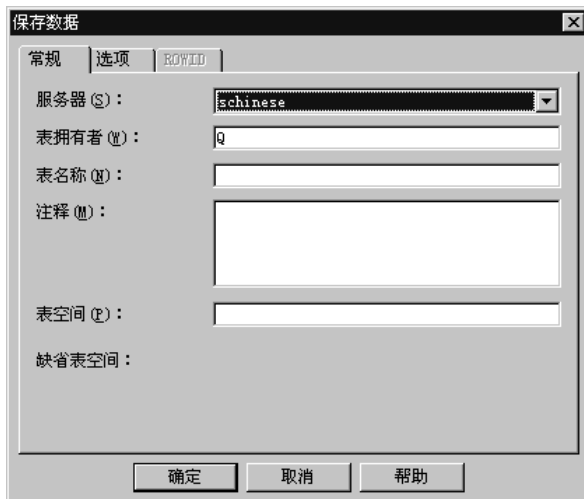 保存数据
常规 选项 ROWID
服务器(S)： schinese
表拥有者(W)： Q
表名称(N)：
注释(M)：
表空间(P)：
缺省表空间：
确定 取消 帮助